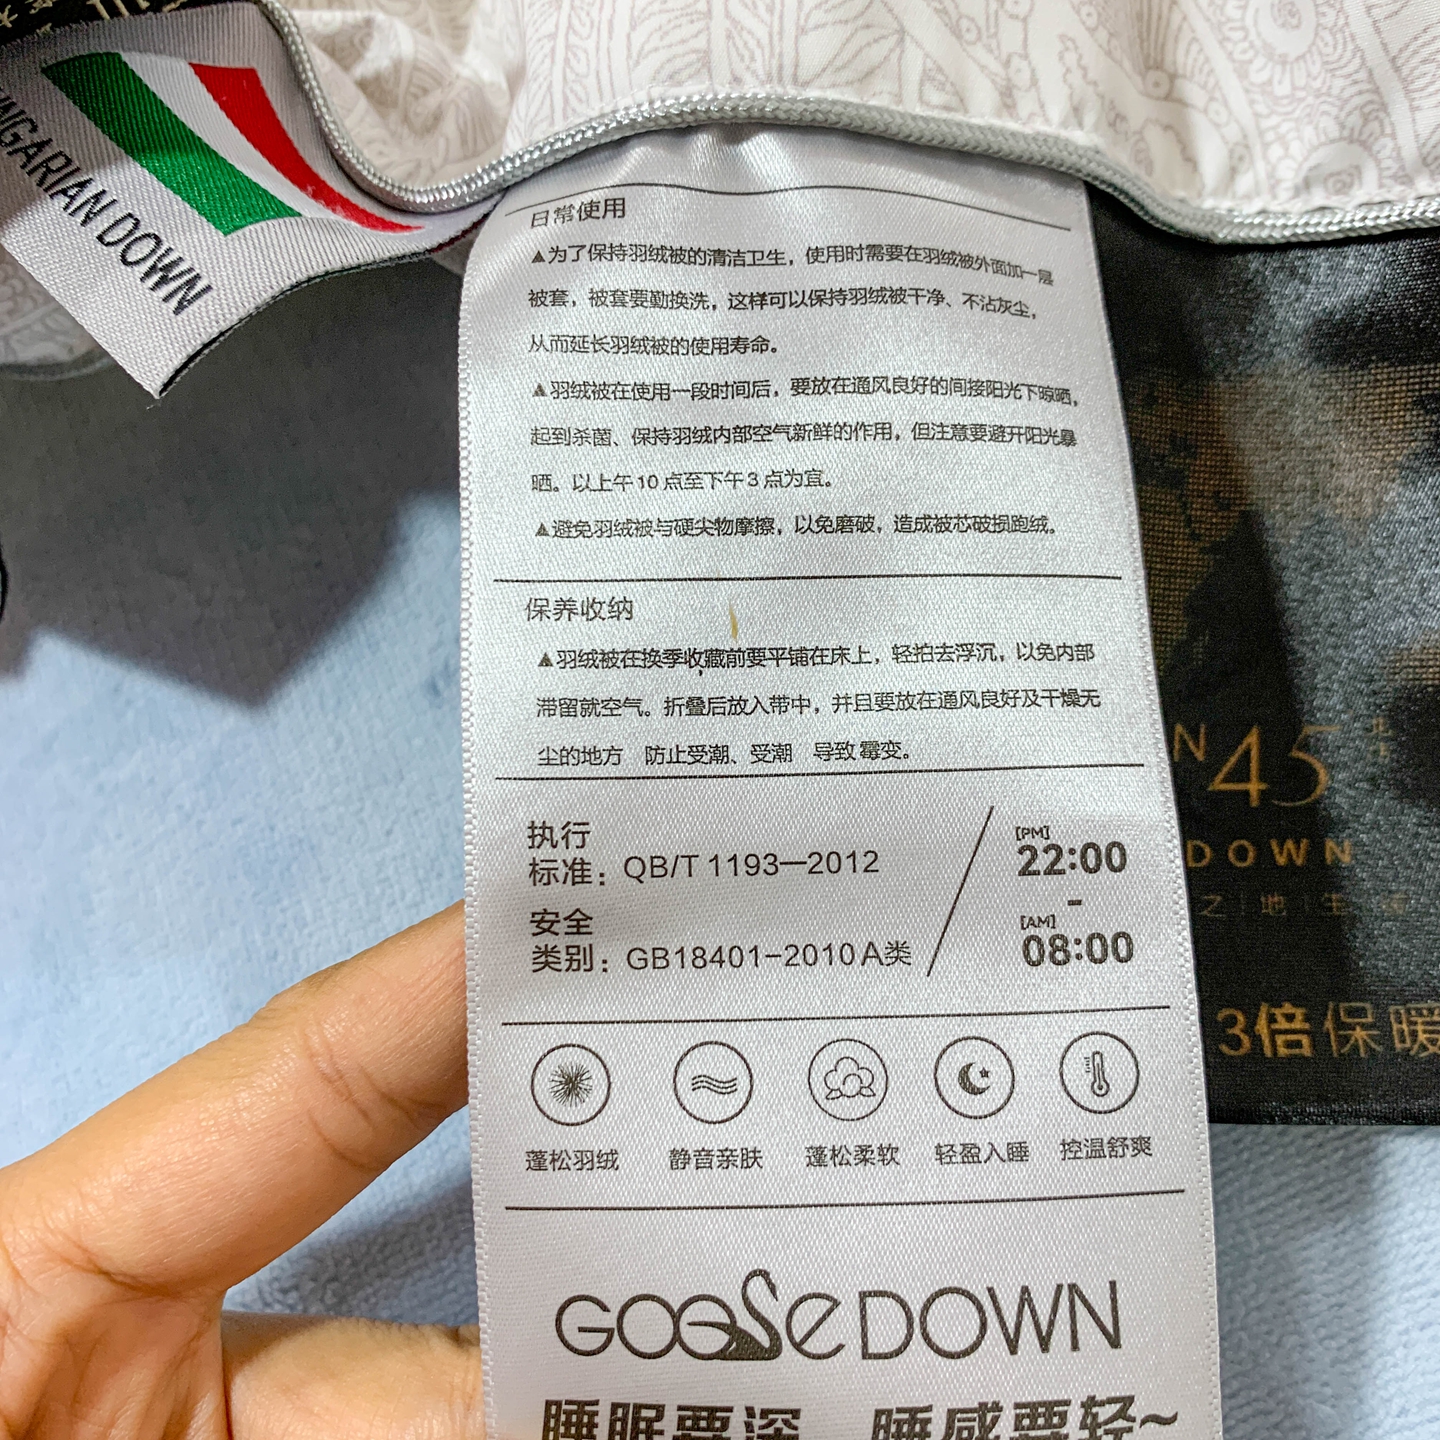 HUNGARIAN DOWN
日常使用
▲为了保持羽绒被的清洁卫生，使用时需要在羽绒被外面加一层
被套，被套要勤换洗，这样可以保持羽绒被干净、不沾灰尘，
从而延长羽绒被的使用寿命。
▲羽绒被在使用一段时间后，要放在通风良好的间接阳光下晾晒，
起到杀菌、保持羽绒内部空气新鲜的作用，但注意要避开阳光暴
晒。以上午10点至下午3点为宜。
▲避免羽绒被与硬尖物摩擦，以免磨破，造成被芯破损跑绒。
保养收纳
▲羽绒被在换季收藏前要平铺在床上，轻拍去浮沉，以免内部
滞留就空气。折叠后放入带中，并且要放在通风良好及干燥无
尘的地方 防止受潮、受潮 导致霉变。
执行
标准：QB/T 1193—2012
安全
类别：GB18401-2010 A类
[PM]
22:00
-
[AM]
08:00
蓬松羽绒 静音亲肤 蓬松柔软 轻盈入睡 控温舒爽
GOOSE DOWN
睡眠要深 睡感要轻~
N45
DOWN
之 地 生
3倍保暖